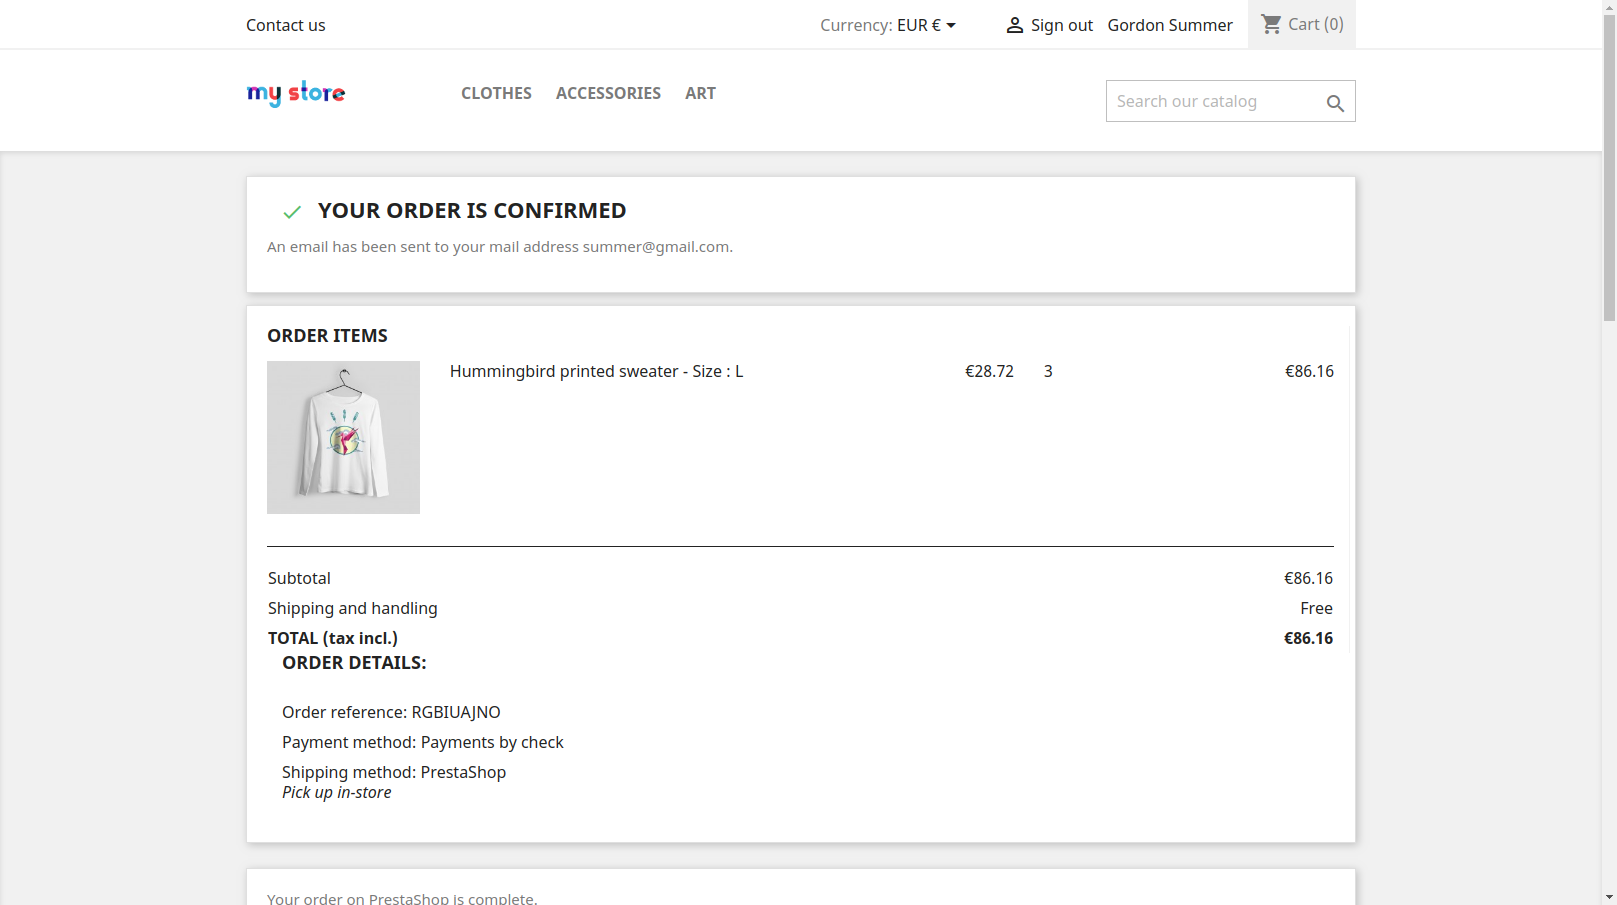 Contact us
Currency: EUR €
Sign out
Gordon Summer
Cart (0)
my store
CLOTHES
ACCESSORIES
ART
Search our catalog
YOUR ORDER IS CONFIRMED
An email has been sent to your mail address summer@gmail.com.
ORDER ITEMS
Hummingbird printed sweater - Size : L €28.72 3 €86.16
Subtotal €86.16
Shipping and handling Free
TOTAL (tax incl.) €86.16
ORDER DETAILS:
Order reference: RGBIUAJNO
Payment method: Payments by check
Shipping method: PrestaShop
Pick up in-store
Your order on PrestaShop is complete.